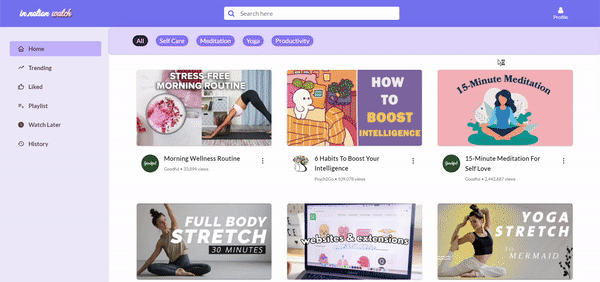 in.nation watch
Search here
Profile
All
Self Care
Meditation
Yoga
Productivity
Home
Trending
Liked
Playlist
Watch Later
History
STRESS-FREE
MORNING ROUTINE
Morning Wellness Routine
Goodful • 33,899 views
HOW
TO
BOOST
INTELLIGENCE
6 Habits To Boost Your
Intelligence
Psych2Go • 509,078 views
15-Minute Meditation
15-Minute Meditation For
Self Love
Goodful • 2,442,687 views
FULL BODY
STRETCH
30 MINUTES
websites & extensions
YOGA
STRETCH
MERMAID